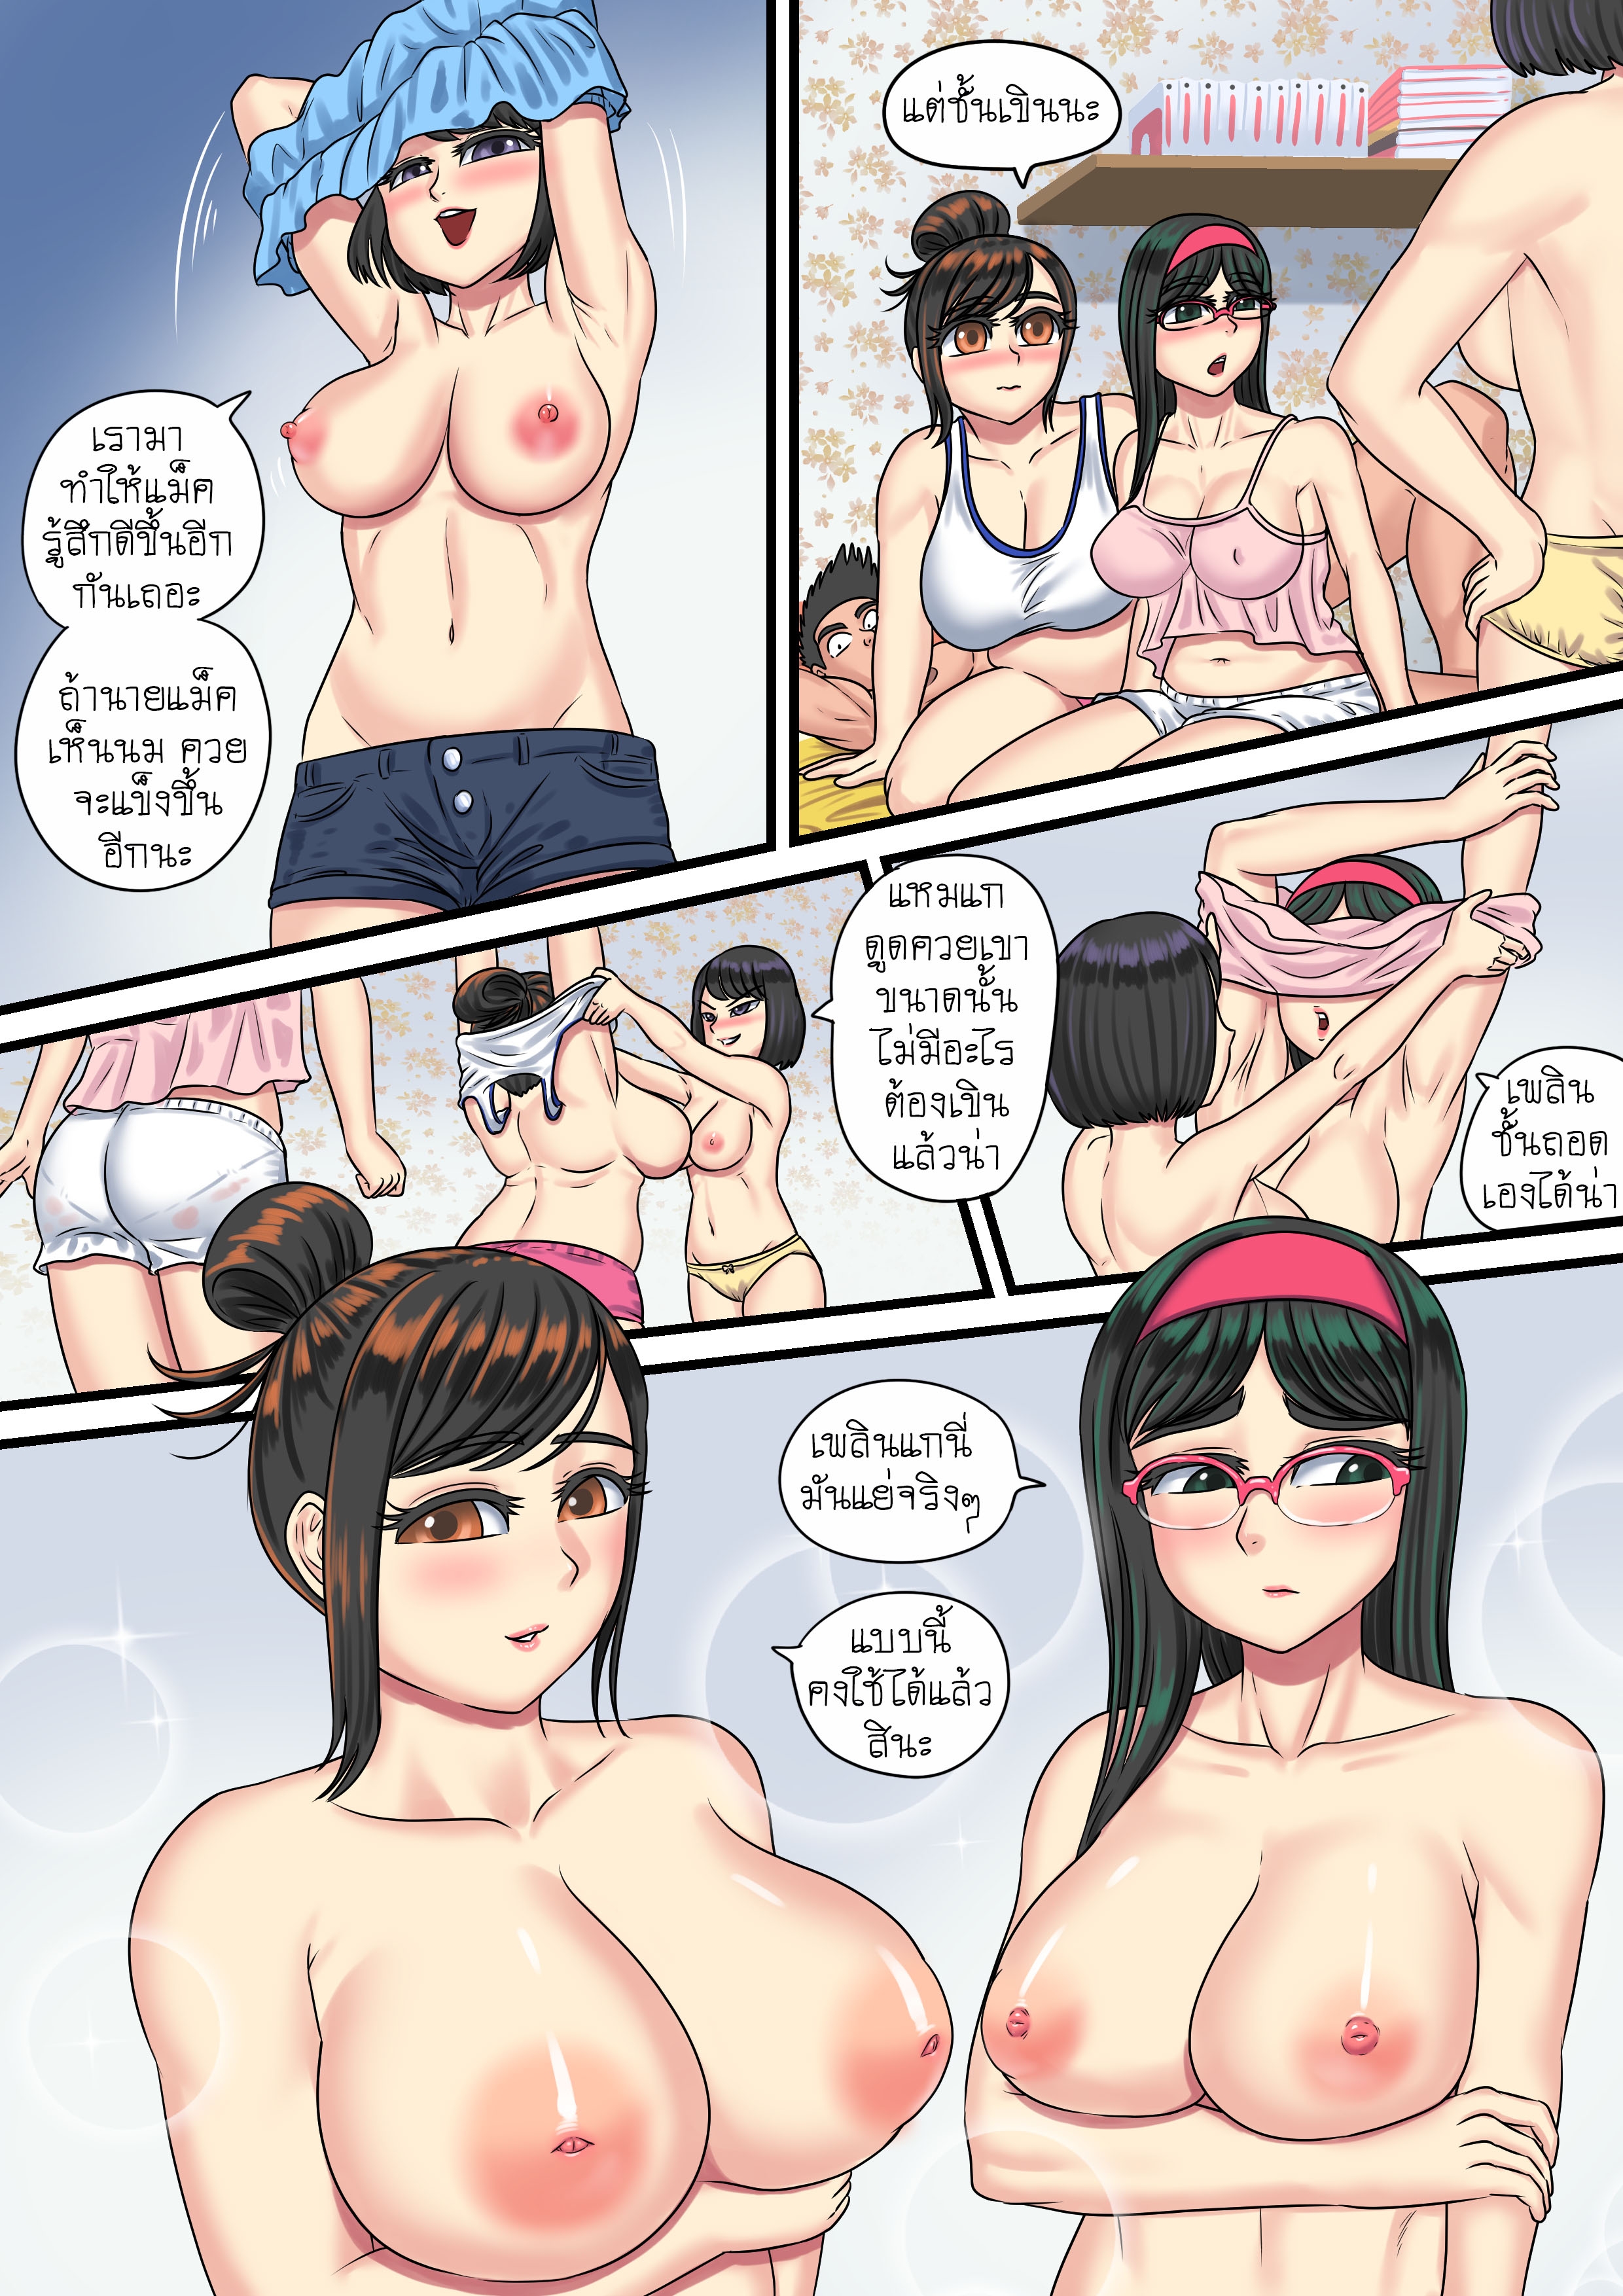 เรามา
ทำให้แม็ค
รู้สึกดีขึ้นอีก
กันเถอะ
ถ้านายแม็ค
เห็นนม ควย
จะแข็งขึ้น
อีกนะ
แต่ชั้นเขินนะ
แหมแก
ดูดควยเขา
ขนาดนั้น
ไม่มีอะไร
ต้องเขิน
แล้วน่า
เพลิน
ชั้นถอด
เองได้น่า
เพลินแกนี่
มันแย่จริงๆ
แบบนี้
คงใช้ได้แล้ว
สินะ